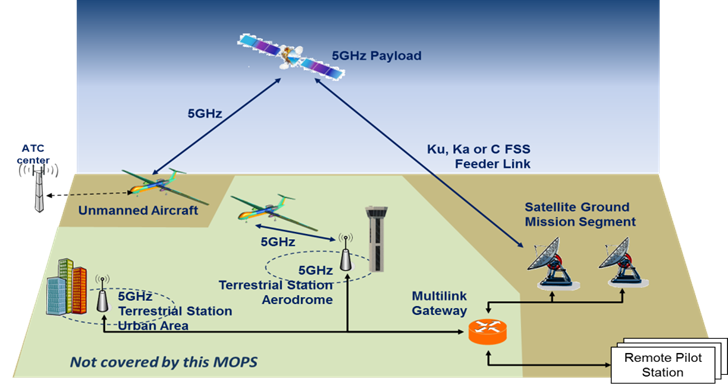 5GHz Payload
5GHz
ATC
center
Ku, Ka or C FSS
Feeder Link
Unmanned Aircraft
Satellite Ground
Mission Segment
5GHz
5GHz
Terrestrial Station
Aerodrome
5GHz
Terrestrial Station
Urban Area
Multilink
Gateway
Not covered by this MOPS
Remote Pilot
Station